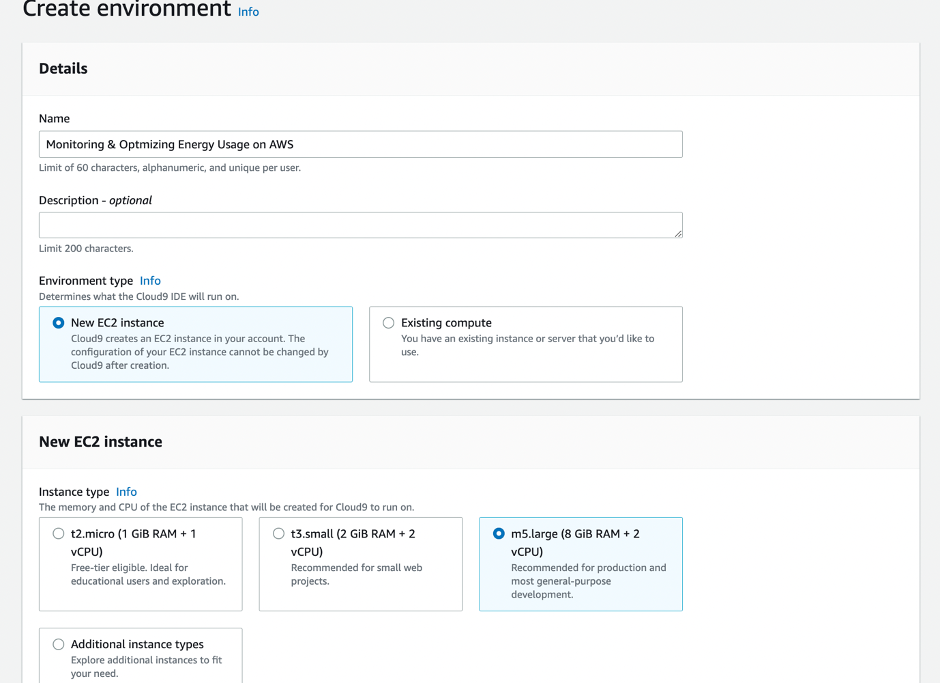 Create environment Info
Details
Name
Monitoring & Optmizing Energy Usage on AWS
Limit of 60 characters, alphanumeric, and unique per user.
Description - optional
Limit 200 characters.
Environment type Info
Determines what the Cloud9 IDE will run on.
New EC2 instance
Cloud9 creates an EC2 instance in your account. The
configuration of your EC2 instance cannot be changed by
Cloud9 after creation.
Existing compute
You have an existing instance or server that you'd like to
use.
New EC2 instance
Instance type Info
The memory and CPU of the EC2 instance that will be created for Cloud9 to run on.
t2.micro (1 GiB RAM + 1
vCPU)
Free-tier eligible. Ideal for
educational users and exploration.
t3.small (2 GiB RAM + 2
vCPU)
Recommended for small web
projects.
m5.large (8 GiB RAM + 2
vCPU)
Recommended for production and
most general-purpose
development.
Additional instance types
Explore additional instances to fit
your need.